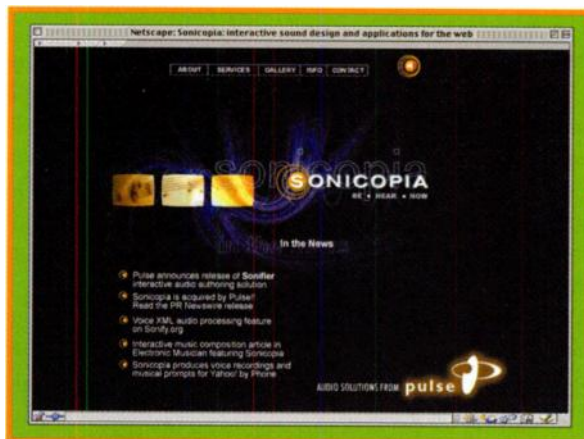 Netscape: Sonicopia: interactive sound design and applications for the web
ABOUT SERVICES GALLERY INFO CONTACT
sonicopia
SONICOPIA
RE • HEAR • NOW
In the News
Pulse announces release of Sonifier
interactive audio authoring solution
Sonicopia is acquired by Pulse!!
Read the PR Newswire release
Voice XML audio processing feature
on Sonify.org
Interactive music composition article in
Electronic Musician featuring Sonicopia
Sonicopia produces voice recordings and
musical prompts for Yahoo! by Phone
AUDIO SOLUTIONS FROM pulse